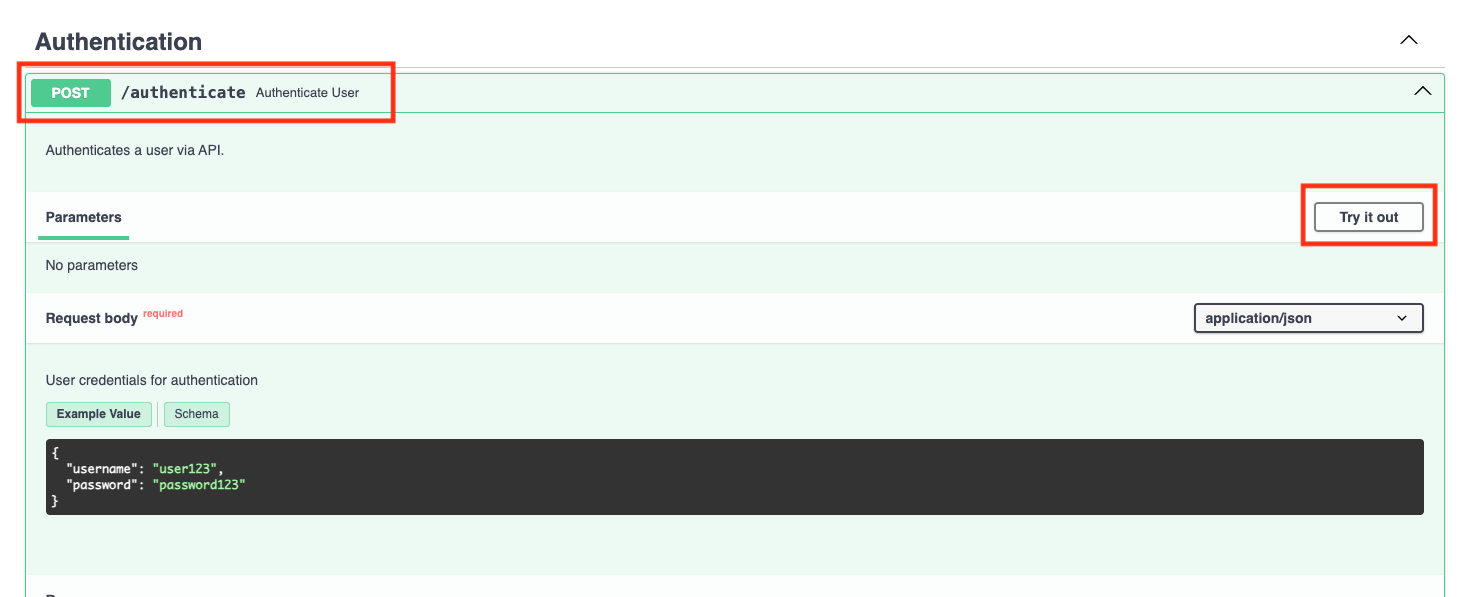 Authentication
POST /authenticate Authenticate User
Authenticates a user via API.
Parameters
Try it out
No parameters
Request body required
application/json
User credentials for authentication
Example Value Schema
{
"username": "user123",
"password": "password123"
}